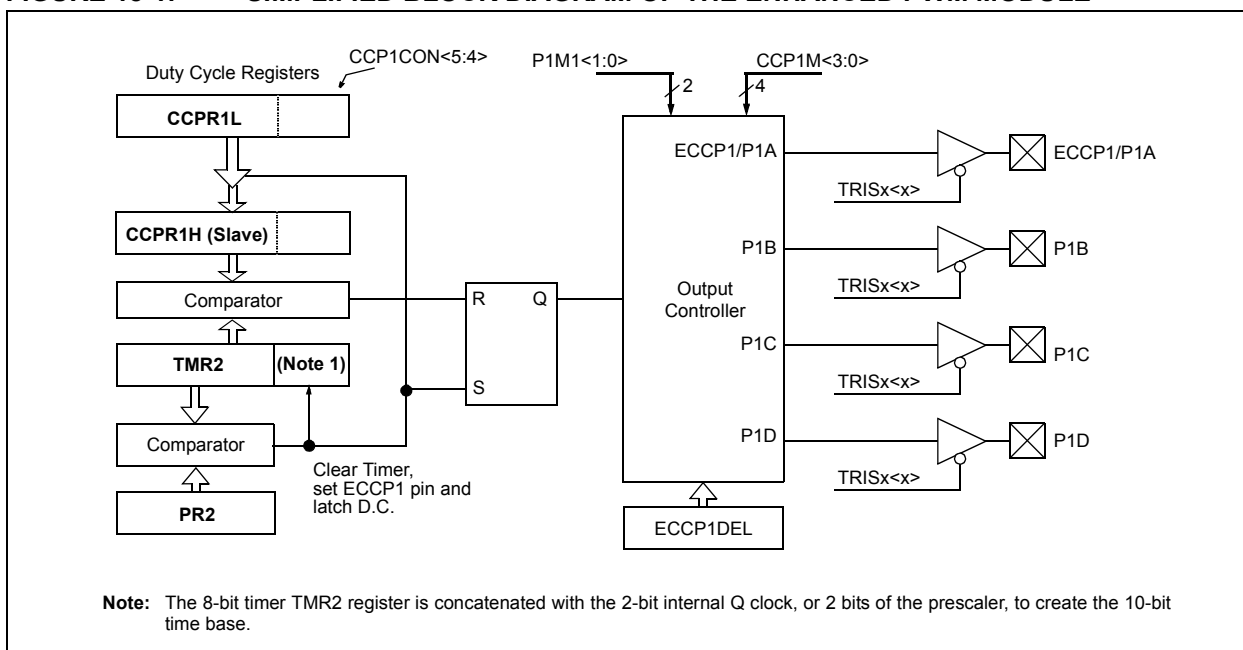 CCP1CON<5:4>
Duty Cycle Registers
CCPR1L
CCPR1H (Slave)
Comparator
TMR2
(Note 1)
Comparator
PR2
Clear Timer,
set ECCP1 pin and
latch D.C.
R
Q
S
P1M1<1:0>
2
CCP1M<3:0>
4
ECCP1/P1A
P1B
Output
Controller
P1C
P1D
ECCP1DEL
TRISx<x>
ECCP1/P1A
TRISx<x>
P1B
TRISx<x>
P1C
TRISx<x>
P1D
Note: The 8-bit timer TMR2 register is concatenated with the 2-bit internal Q clock, or 2 bits of the prescaler, to create the 10-bit
time base.